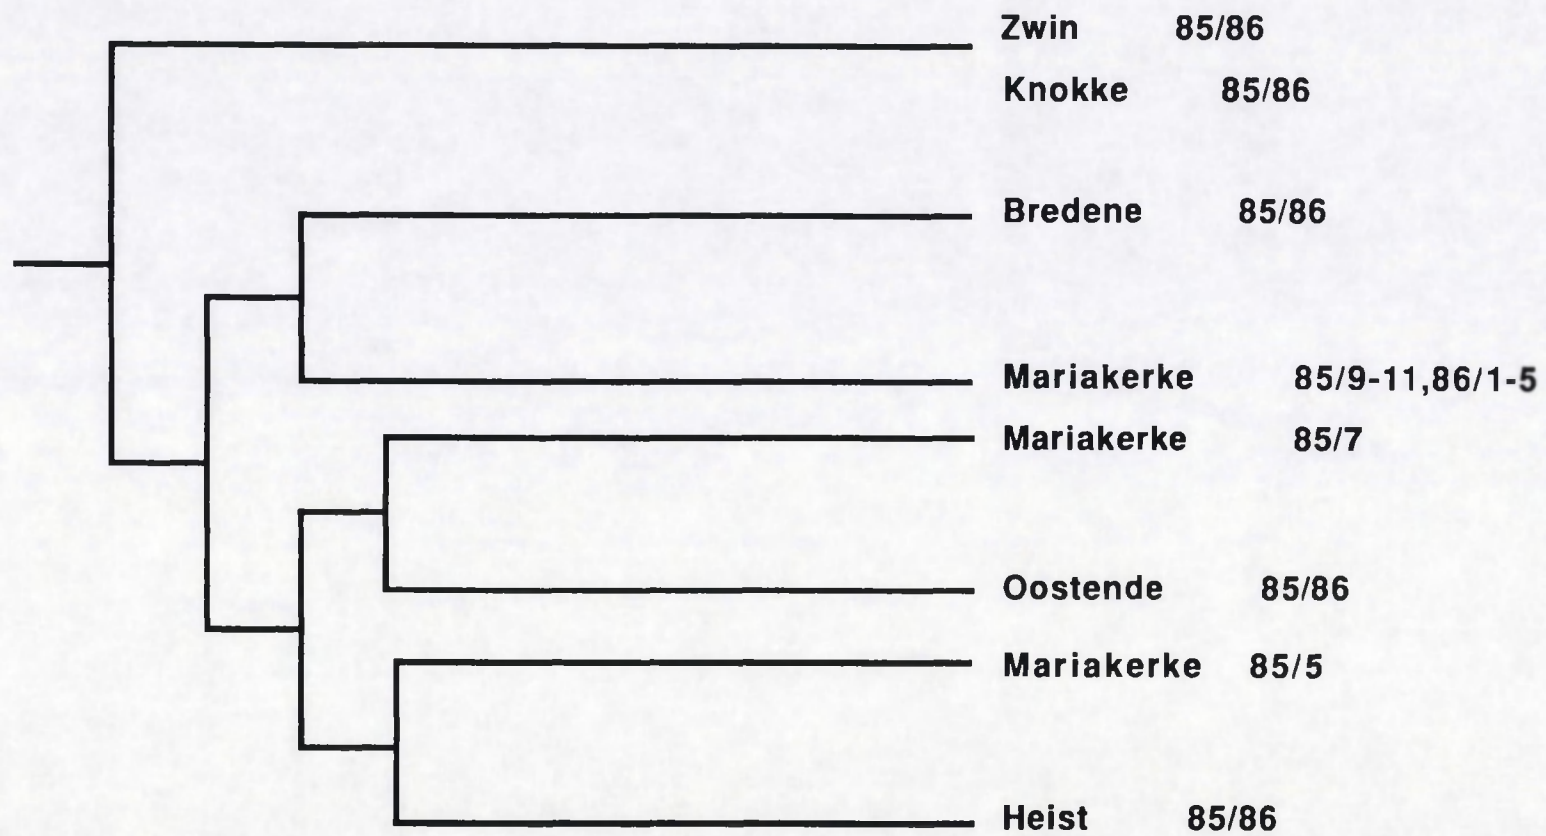 Zwin 85/86
Knokke 85/86
Bredene 85/86
Mariakerke 85/9-11,86/1-5
Mariakerke 85/7
Oostende 85/86
Mariakerke 85/5
Heist 85/86